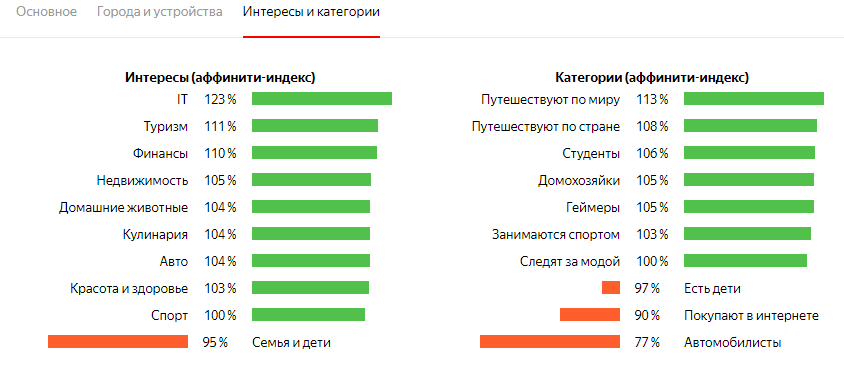 Основное Города и устройства Интересы и категории
Интересы (аффинити-индекс)
IT 123 %
Туризм 111 %
Финансы 110 %
Недвижимость 105 %
Домашние животные 104 %
Кулинария 104 %
Авто 104 %
Красота и здоровье 103 %
Спорт 100 %
95 % Семья и дети
Категории (аффинити-индекс)
Путешествуют по миру 113 %
Путешествуют по стране 108 %
Студенты 106 %
Домохозяйки 105 %
Геймеры 105 %
Занимаются спортом 103 %
Следят за модой 100 %
97 % Есть дети
90 % Покупают в интернете
77 % Автомобилисты